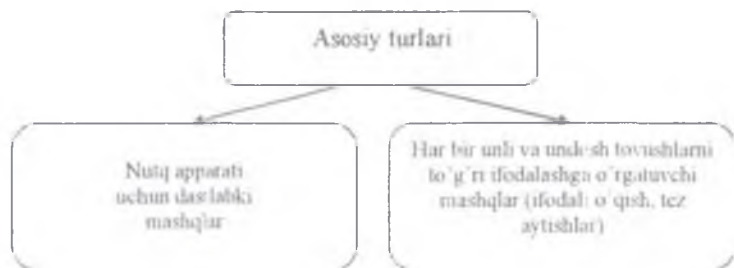 Asosiy turlari
Nutq apparati
uchun dastlabki
mashqlar
Har bir unli va undosh tovushlarni
to`g`ri ifodalashga o`rgatuvchi
mashqlar (ifodali o`qish, tez
aytishlar)